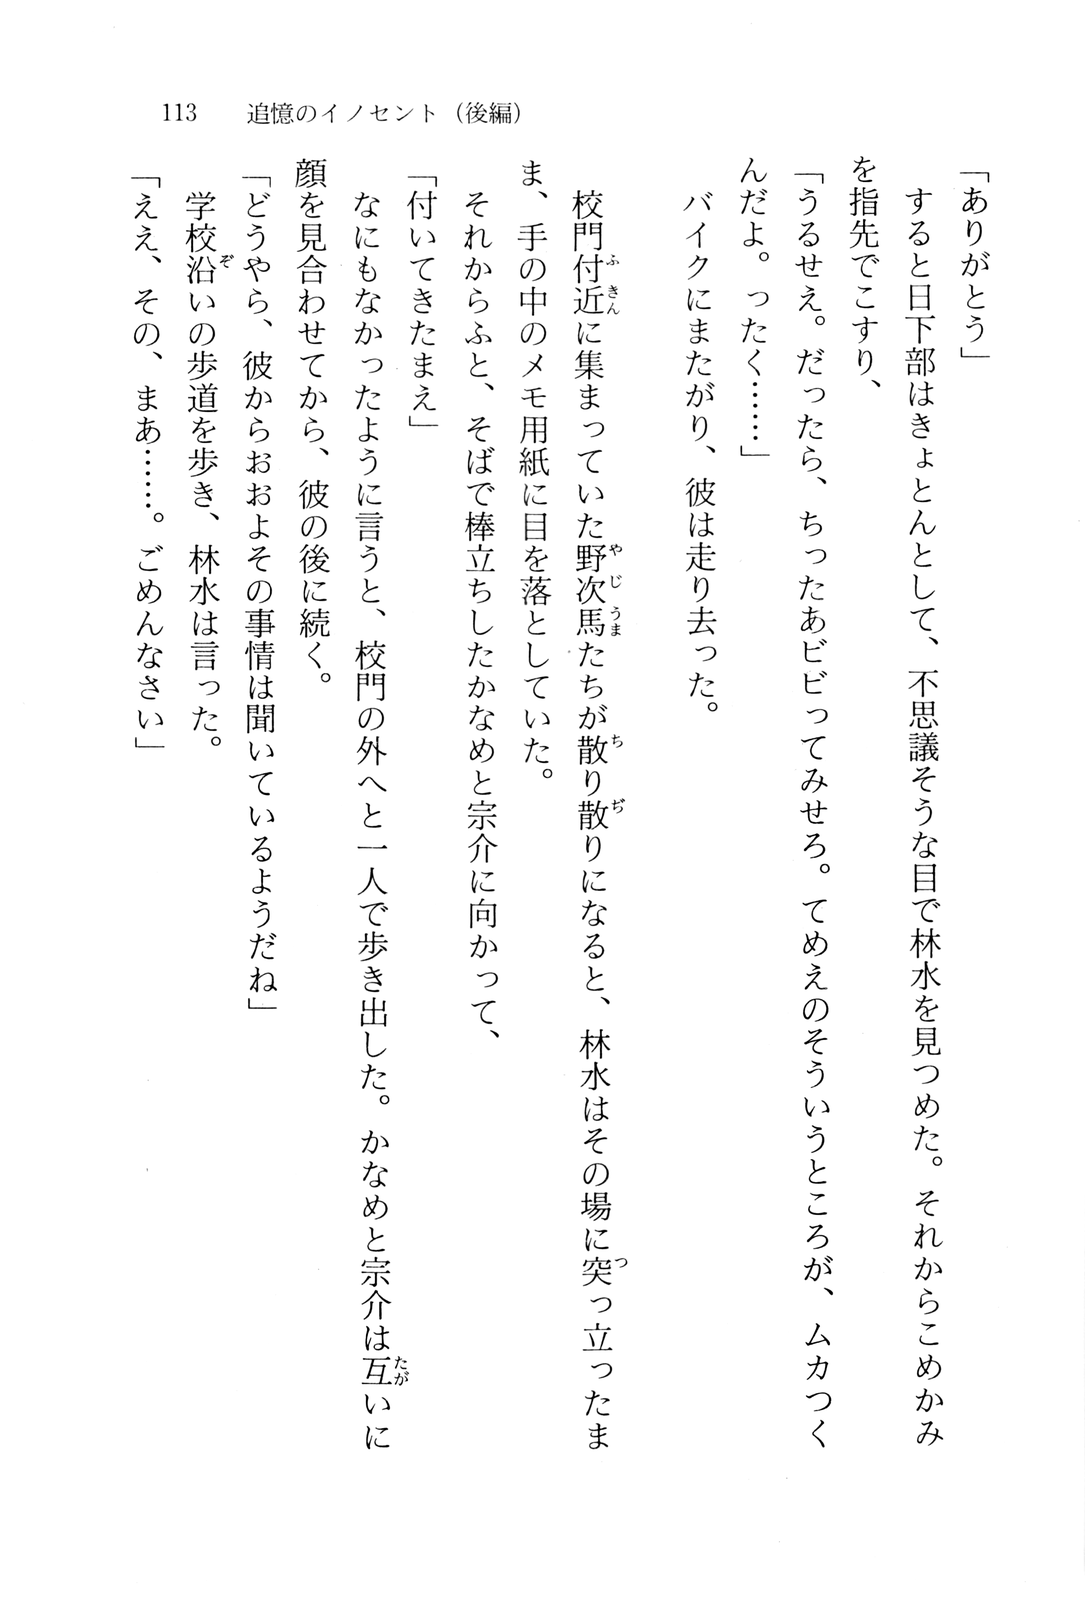 113　追憶のイノセント（後編）
「ありがとう」
　すると日下部はきょとんとして、不思議そうな目で林水を見つめた。それからこめかみ
を指先でこすり、
「うるせえ。だったら、ちったあビビってみせろ。てめえのそういうところが、ムカつく
んだよ。ったく……」
　バイクにまたがり、彼は走り去った。
　校門付近に集まっていた野次馬たちが散り散りになると、林水はその場に突っ立ったま
ま、手の中のメモ用紙に目を落としていた。
　それからふと、そばで棒立ちしたかなめと宗介に向かって、
「付いてきたまえ」
　なにもなかったように言うと、校門の外へと一人で歩き出した。かなめと宗介は互いに
顔を見合わせてから、彼の後に続く。
「どうやら、彼からおおよその事情は聞いているようだね」
　学校沿いの歩道を歩き、林水は言った。
「ええ、その、まあ……。ごめんなさい」